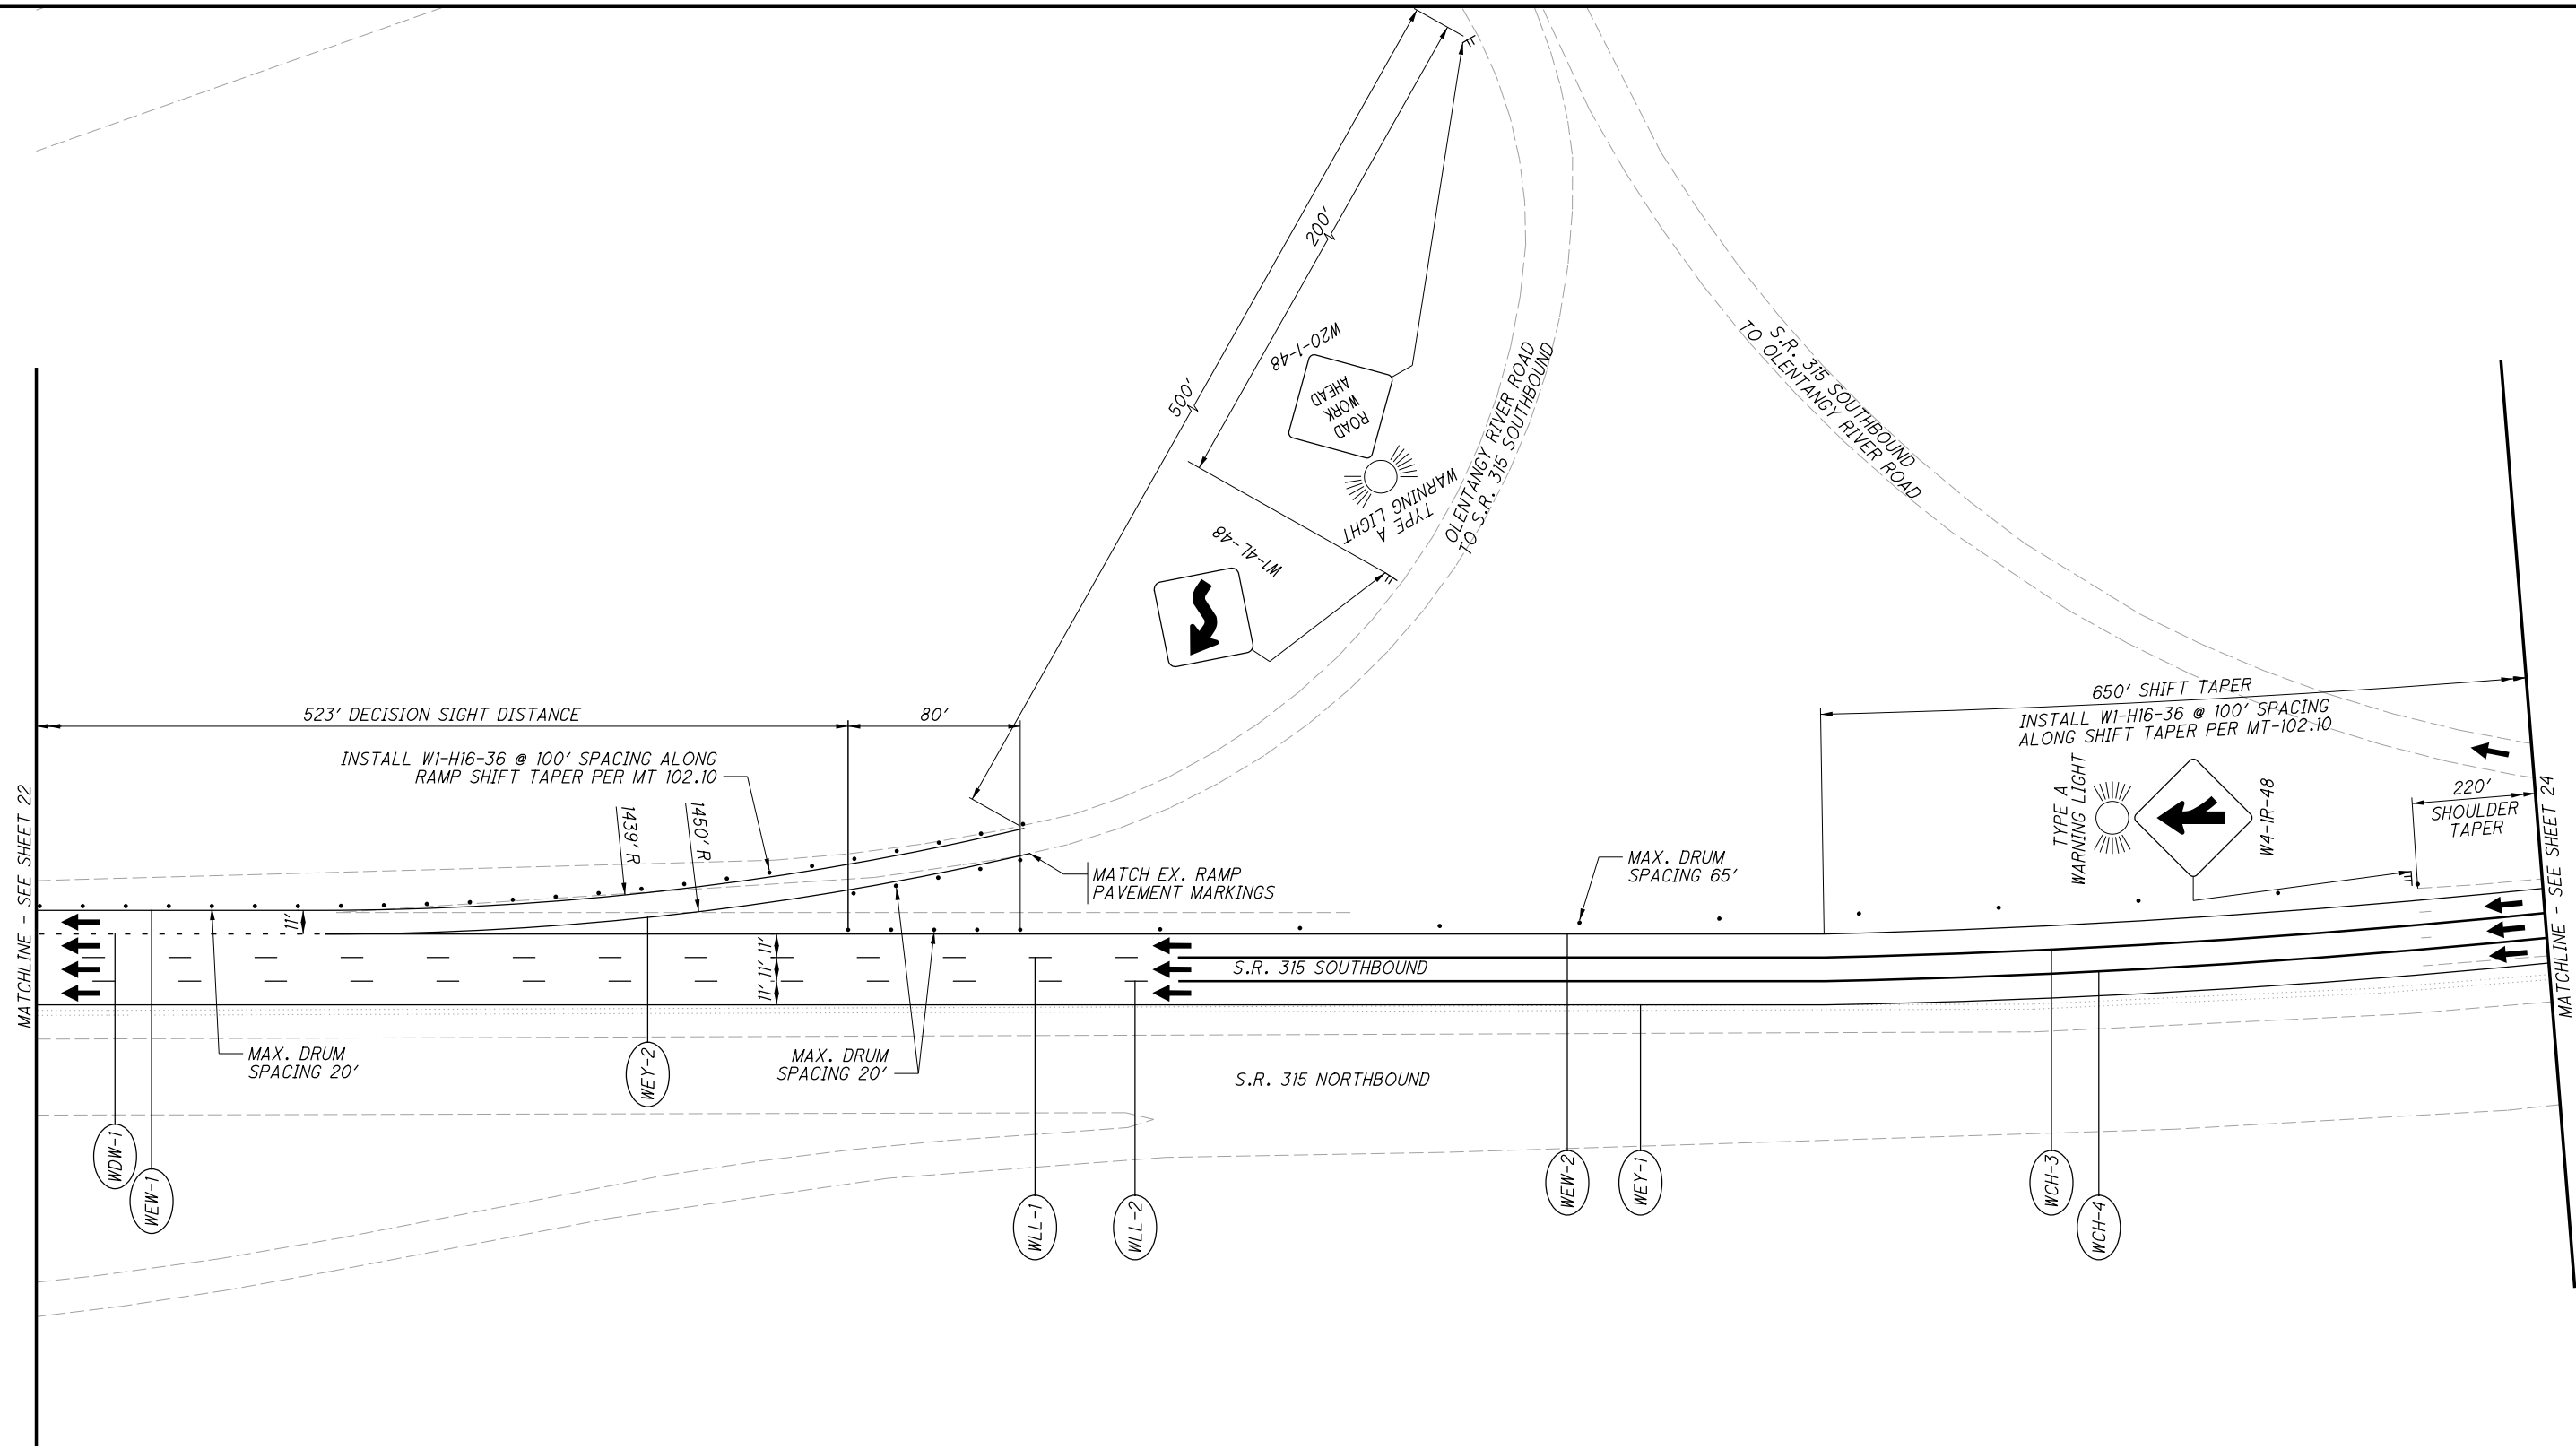 500'
200'
W20-1-48
ROAD
WORK
AHEAD
TYPE A
WARNING LIGHT
W1-4L-48
OLENTANGY RIVER ROAD
TO S.R. 315 SOUTHBOUND
S.R. 315 SOUTHBOUND
TO OLENTANGY RIVER ROAD
523' DECISION SIGHT DISTANCE
80'
INSTALL W1-H16-36 @ 100' SPACING ALONG
RAMP SHIFT TAPER PER MT 102.10
1439' R
1450' R
650' SHIFT TAPER
INSTALL W1-H16-36 @ 100' SPACING
ALONG SHIFT TAPER PER MT-102.10
TYPE A
WARNING LIGHT
W4-1R-48
220'
SHOULDER
TAPER
MATCHLINE - SEE SHEET 22
MATCHLINE - SEE SHEET 24
MATCH EX. RAMP
PAVEMENT MARKINGS
MAX. DRUM
SPACING 65'
11'
11'
11'
11'
S.R. 315 SOUTHBOUND
MAX. DRUM
SPACING 20'
MAX. DRUM
SPACING 20'
S.R. 315 NORTHBOUND
WDW-1
WEW-1
WEY-2
WLL-1
WLL-2
WEW-2
WEY-1
WCH-3
WCH-4